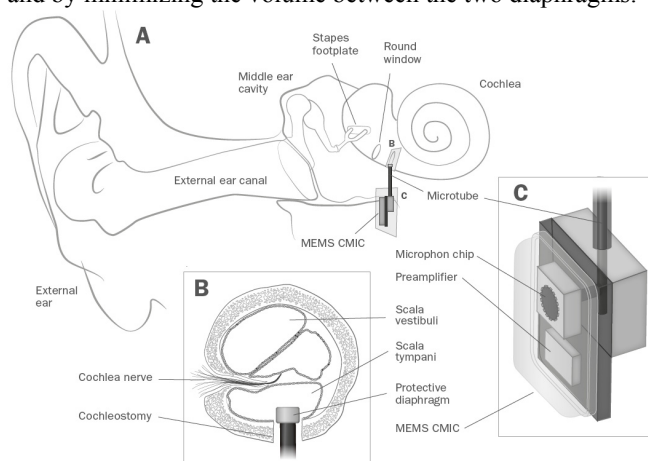 and by minimizing the volume between the two diaphragms.
A
Stapes
footplate
Round
window
Middle ear
cavity
Cochlea
B
External ear canal
Microtube
C
C
MEMS CMIC
Microphon chip
Preamplifier
External
ear
B
Scala
vestibuli
Scala
tympani
Cochlea nerve
Protective
diaphragm
Cochleostomy
MEMS CMIC